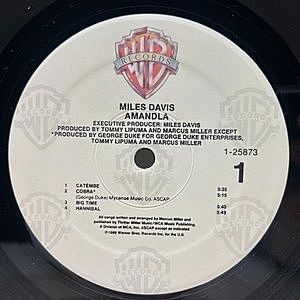 WB
RECORDS
MILES DAVIS
AMANDLA
EXECUTIVE PRODUCER: MILES DAVIS
PRODUCED BY TOMMY LIPUMA AND MARCUS MILLER EXCEPT
*PRODUCED BY GEORGE DUKE FOR GEORGE DUKE ENTERPRISES,
TOMMY LIPUMA AND MARCUS MILLER
1-25873
1
1 CATÉMBE 5:35
2 COBRA* 5:15
(George Duke) Mycenae Music Co. ASCAP
3 BIG TIME 5:40
4 HANNIBAL 5:49
All songs written and arranged by Marcus Miller and
published by Thriller Miller Music/MCA Music Publishing,
A Division of MCA, Inc. ASCAP except as indicated.
1989 Warner Bros. Records Inc. for the U.S.